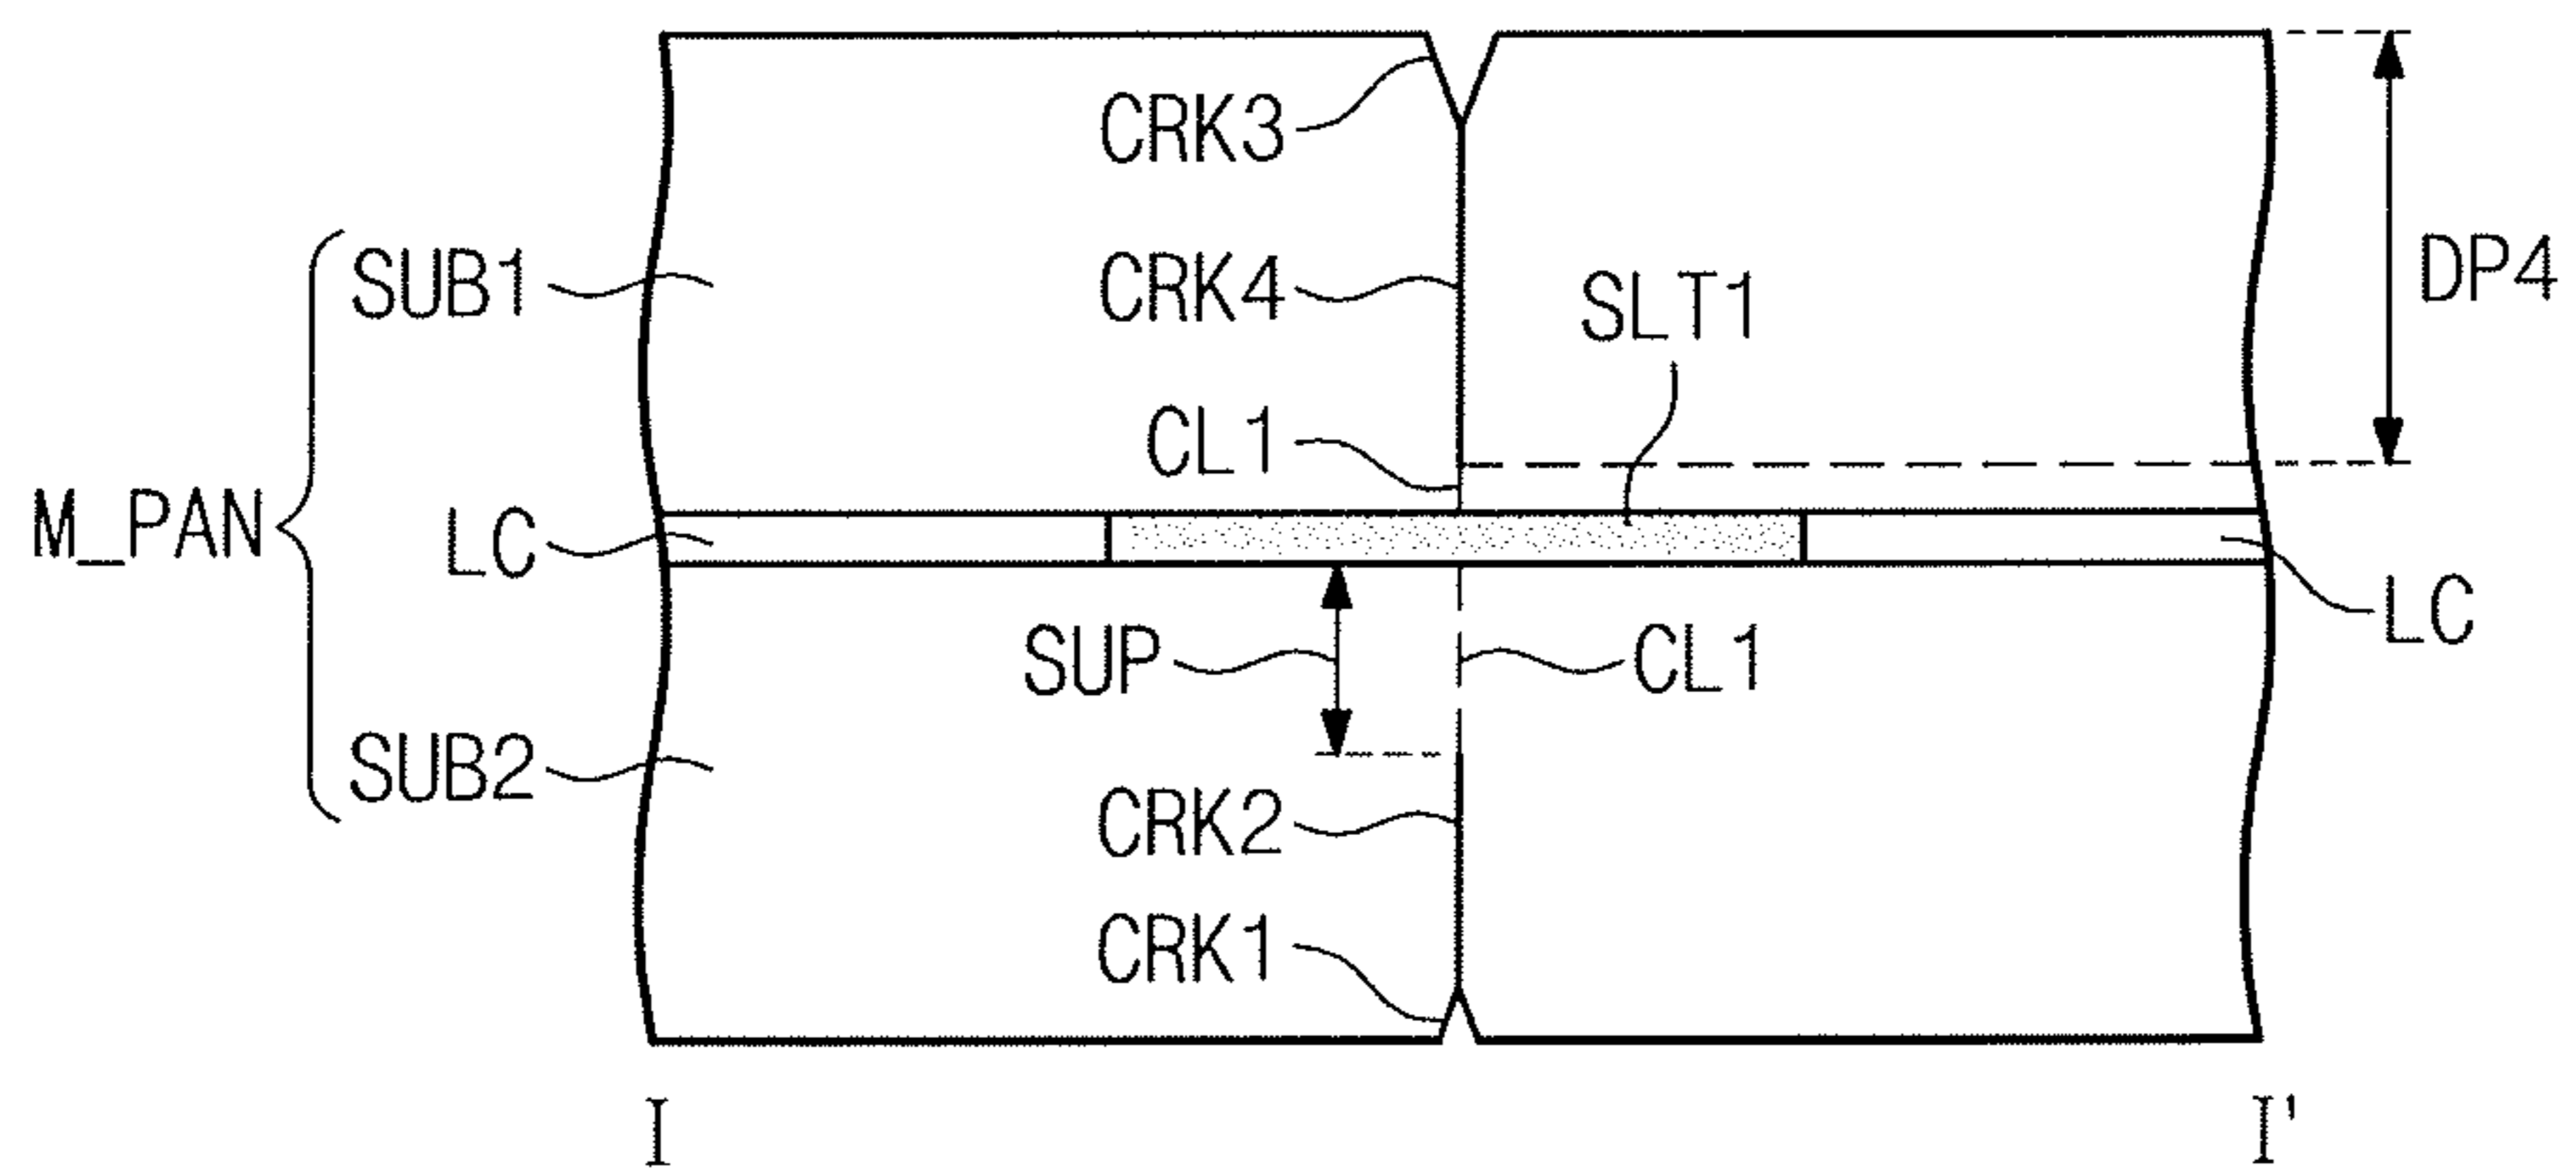 CRK3
SUB1
CRK4
SLT1
DP4
CL1
M_PAN
LC
LC
SUP
CL1
SUB2
CRK2
CRK1
I
I'